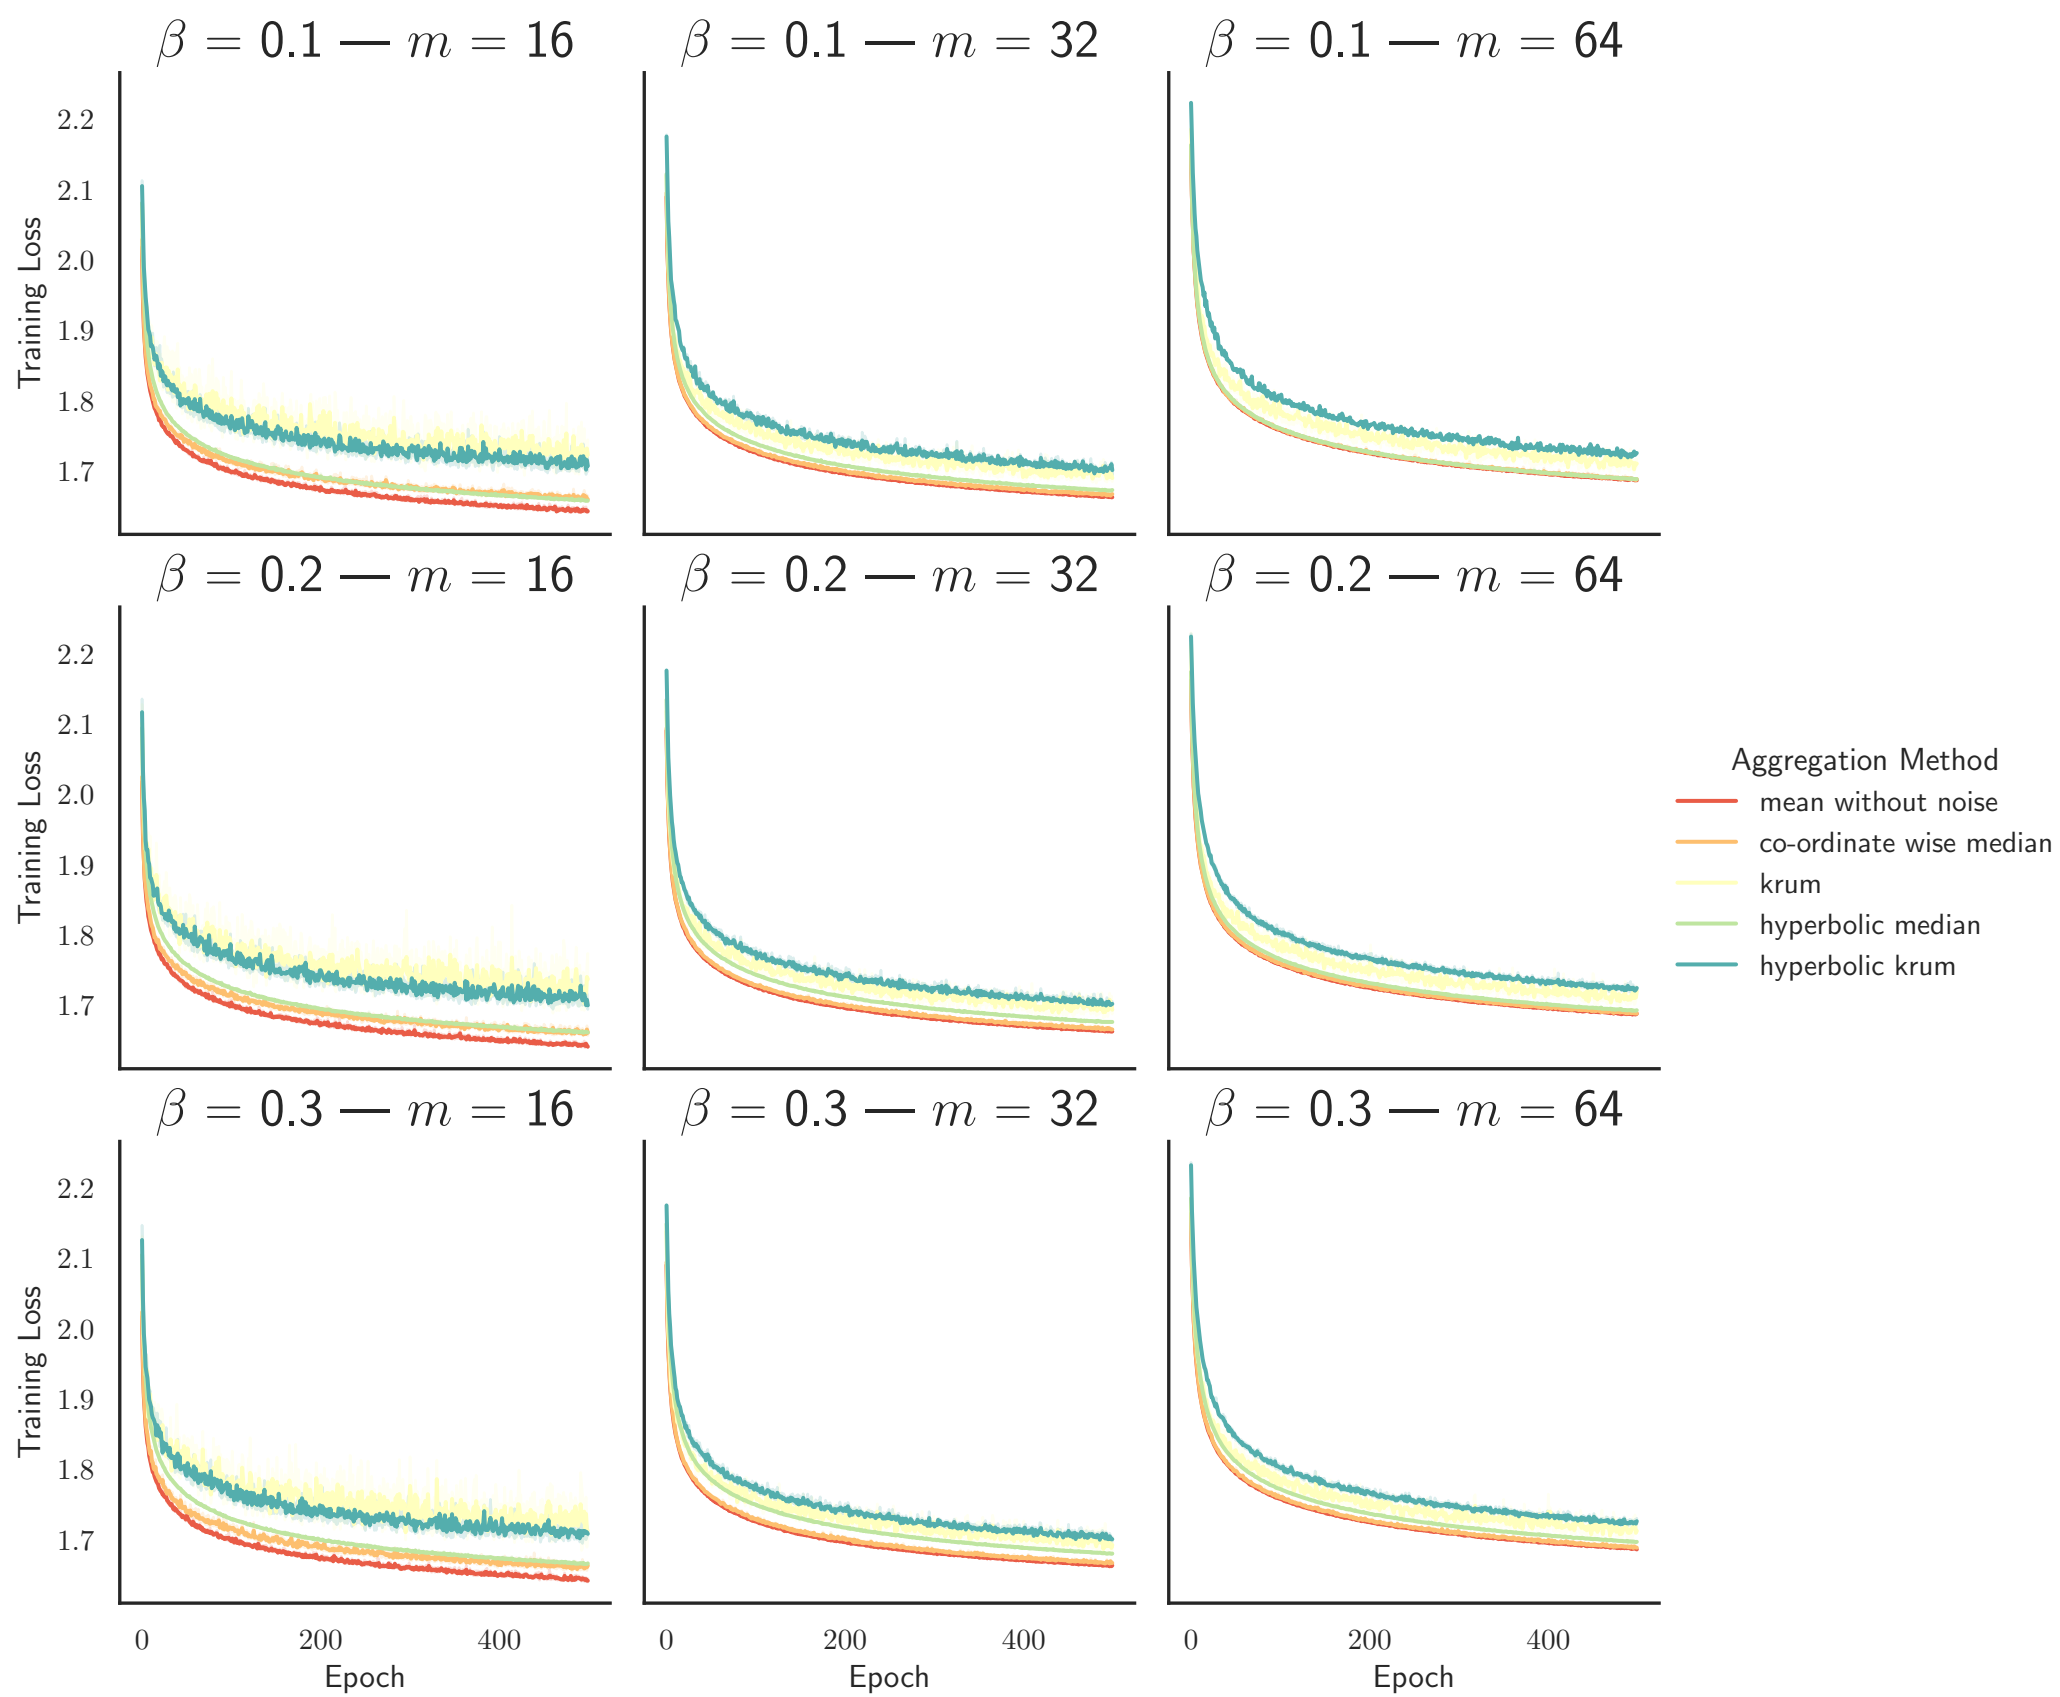 β = 0.1 — m = 16
β = 0.1 — m = 32
β = 0.1 — m = 64
2.2
2.1
2.0
1.9
1.8
1.7
Training Loss
β = 0.2 — m = 16
β = 0.2 — m = 32
β = 0.2 — m = 64
2.2
2.1
2.0
1.9
1.8
1.7
Training Loss
Aggregation Method
mean without noise
co-ordinate wise median
krum
hyperbolic median
hyperbolic krum
β = 0.3 — m = 16
β = 0.3 — m = 32
β = 0.3 — m = 64
2.2
2.1
2.0
1.9
1.8
1.7
Training Loss
0 200 400
0 200 400
0 200 400
Epoch
Epoch
Epoch